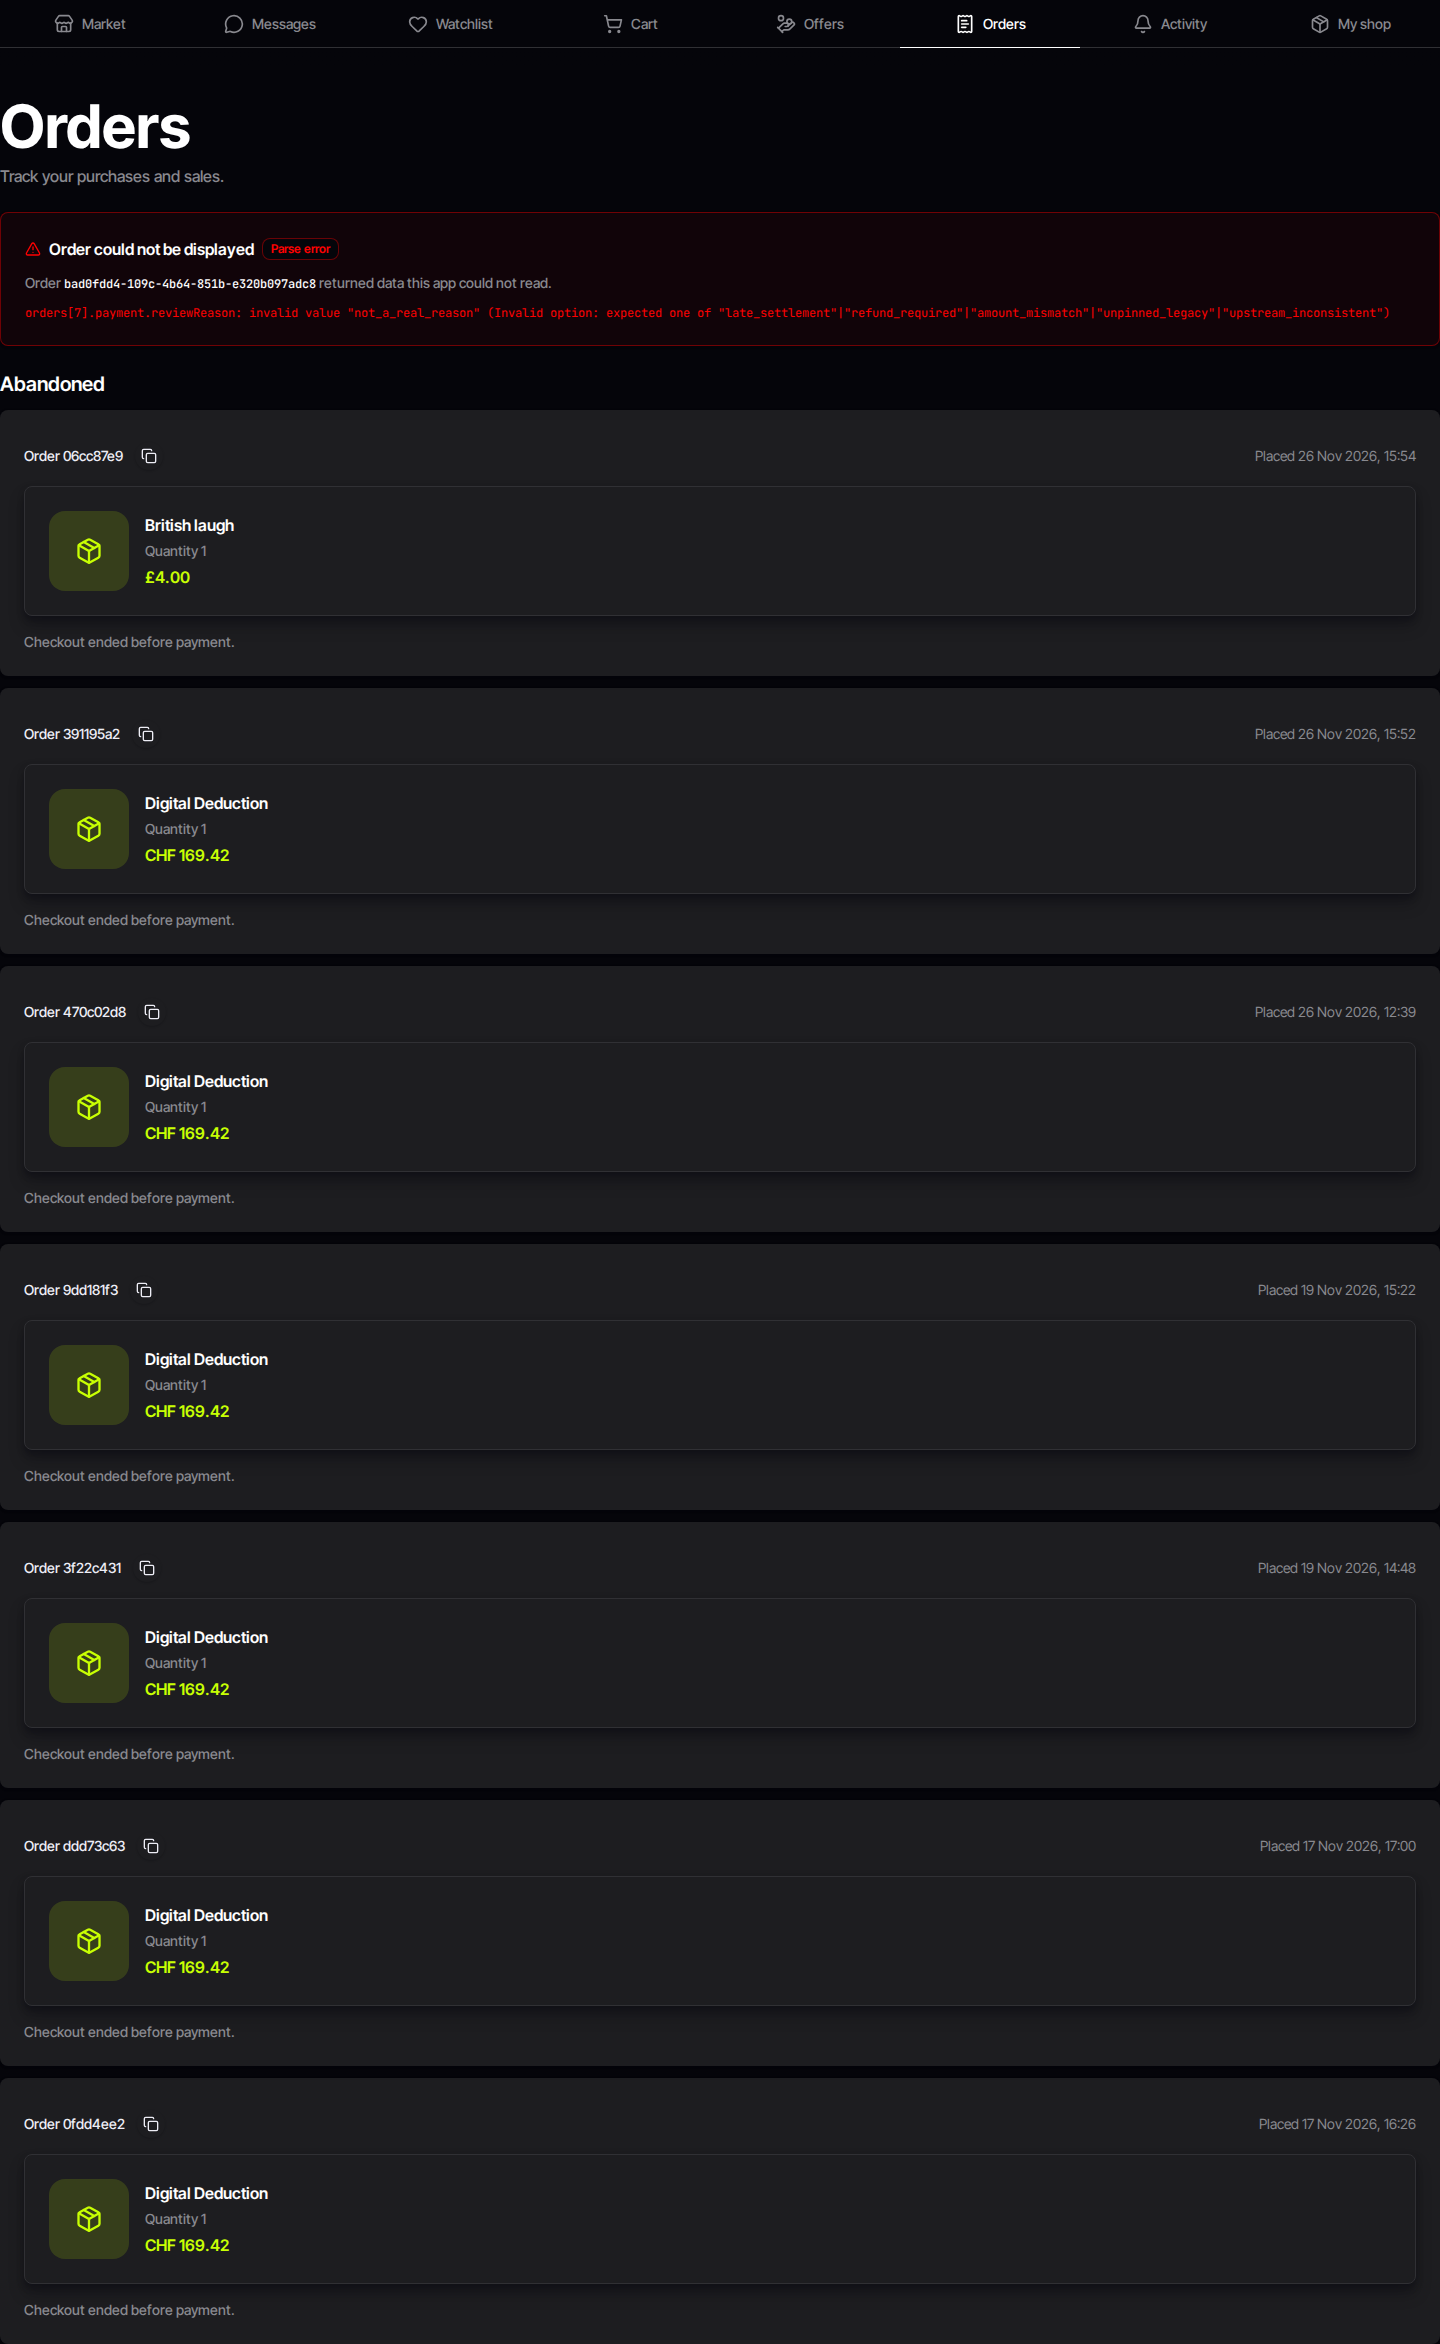 Market
Messages
Watchlist
Cart
Offers
Orders
Activity
My shop
Orders
Track your purchases and sales.
Order could not be displayed
Parse error
Order bad0fdd4-109c-4b64-851b-e320b097adc8 returned data this app could not read.
orders[7].payment.reviewReason: invalid value "not_a_real_reason" (Invalid option: expected one of "late_settlement"|"refund_required"|"amount_mismatch"|"unpinned_legacy"|"upstream_inconsistent")
Abandoned
Order 06cc87e9
Placed 26 Nov 2026, 15:54
British laugh
Quantity 1
£4.00
Checkout ended before payment.
Order 391195a2
Placed 26 Nov 2026, 15:52
Digital Deduction
Quantity 1
CHF 169.42
Checkout ended before payment.
Order 470c02d8
Placed 26 Nov 2026, 12:39
Digital Deduction
Quantity 1
CHF 169.42
Checkout ended before payment.
Order 9dd181f3
Placed 19 Nov 2026, 15:22
Digital Deduction
Quantity 1
CHF 169.42
Checkout ended before payment.
Order 3f22c431
Placed 19 Nov 2026, 14:48
Digital Deduction
Quantity 1
CHF 169.42
Checkout ended before payment.
Order ddd73c63
Placed 17 Nov 2026, 17:00
Digital Deduction
Quantity 1
CHF 169.42
Checkout ended before payment.
Order 0fdd4ee2
Placed 17 Nov 2026, 16:26
Digital Deduction
Quantity 1
CHF 169.42
Checkout ended before payment.